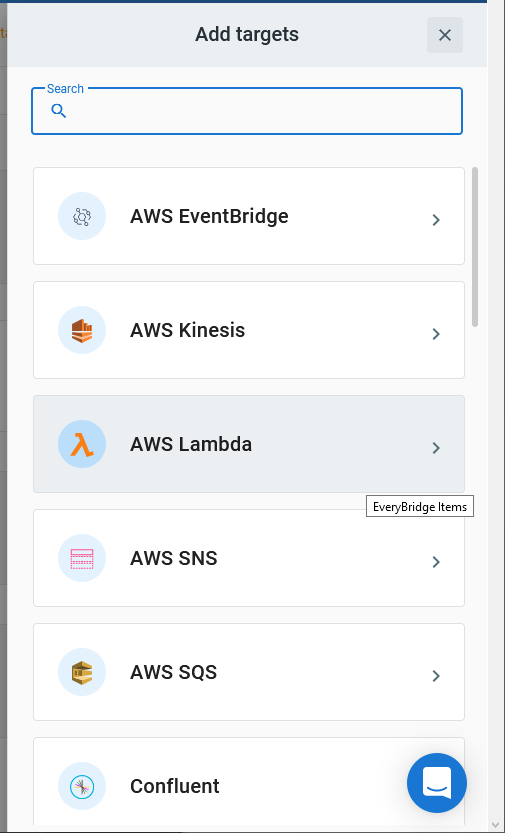 Add targets
Search
AWS EventBridge
AWS Kinesis
AWS Lambda
EveryBridge Items
AWS SNS
AWS SQS
Confluent